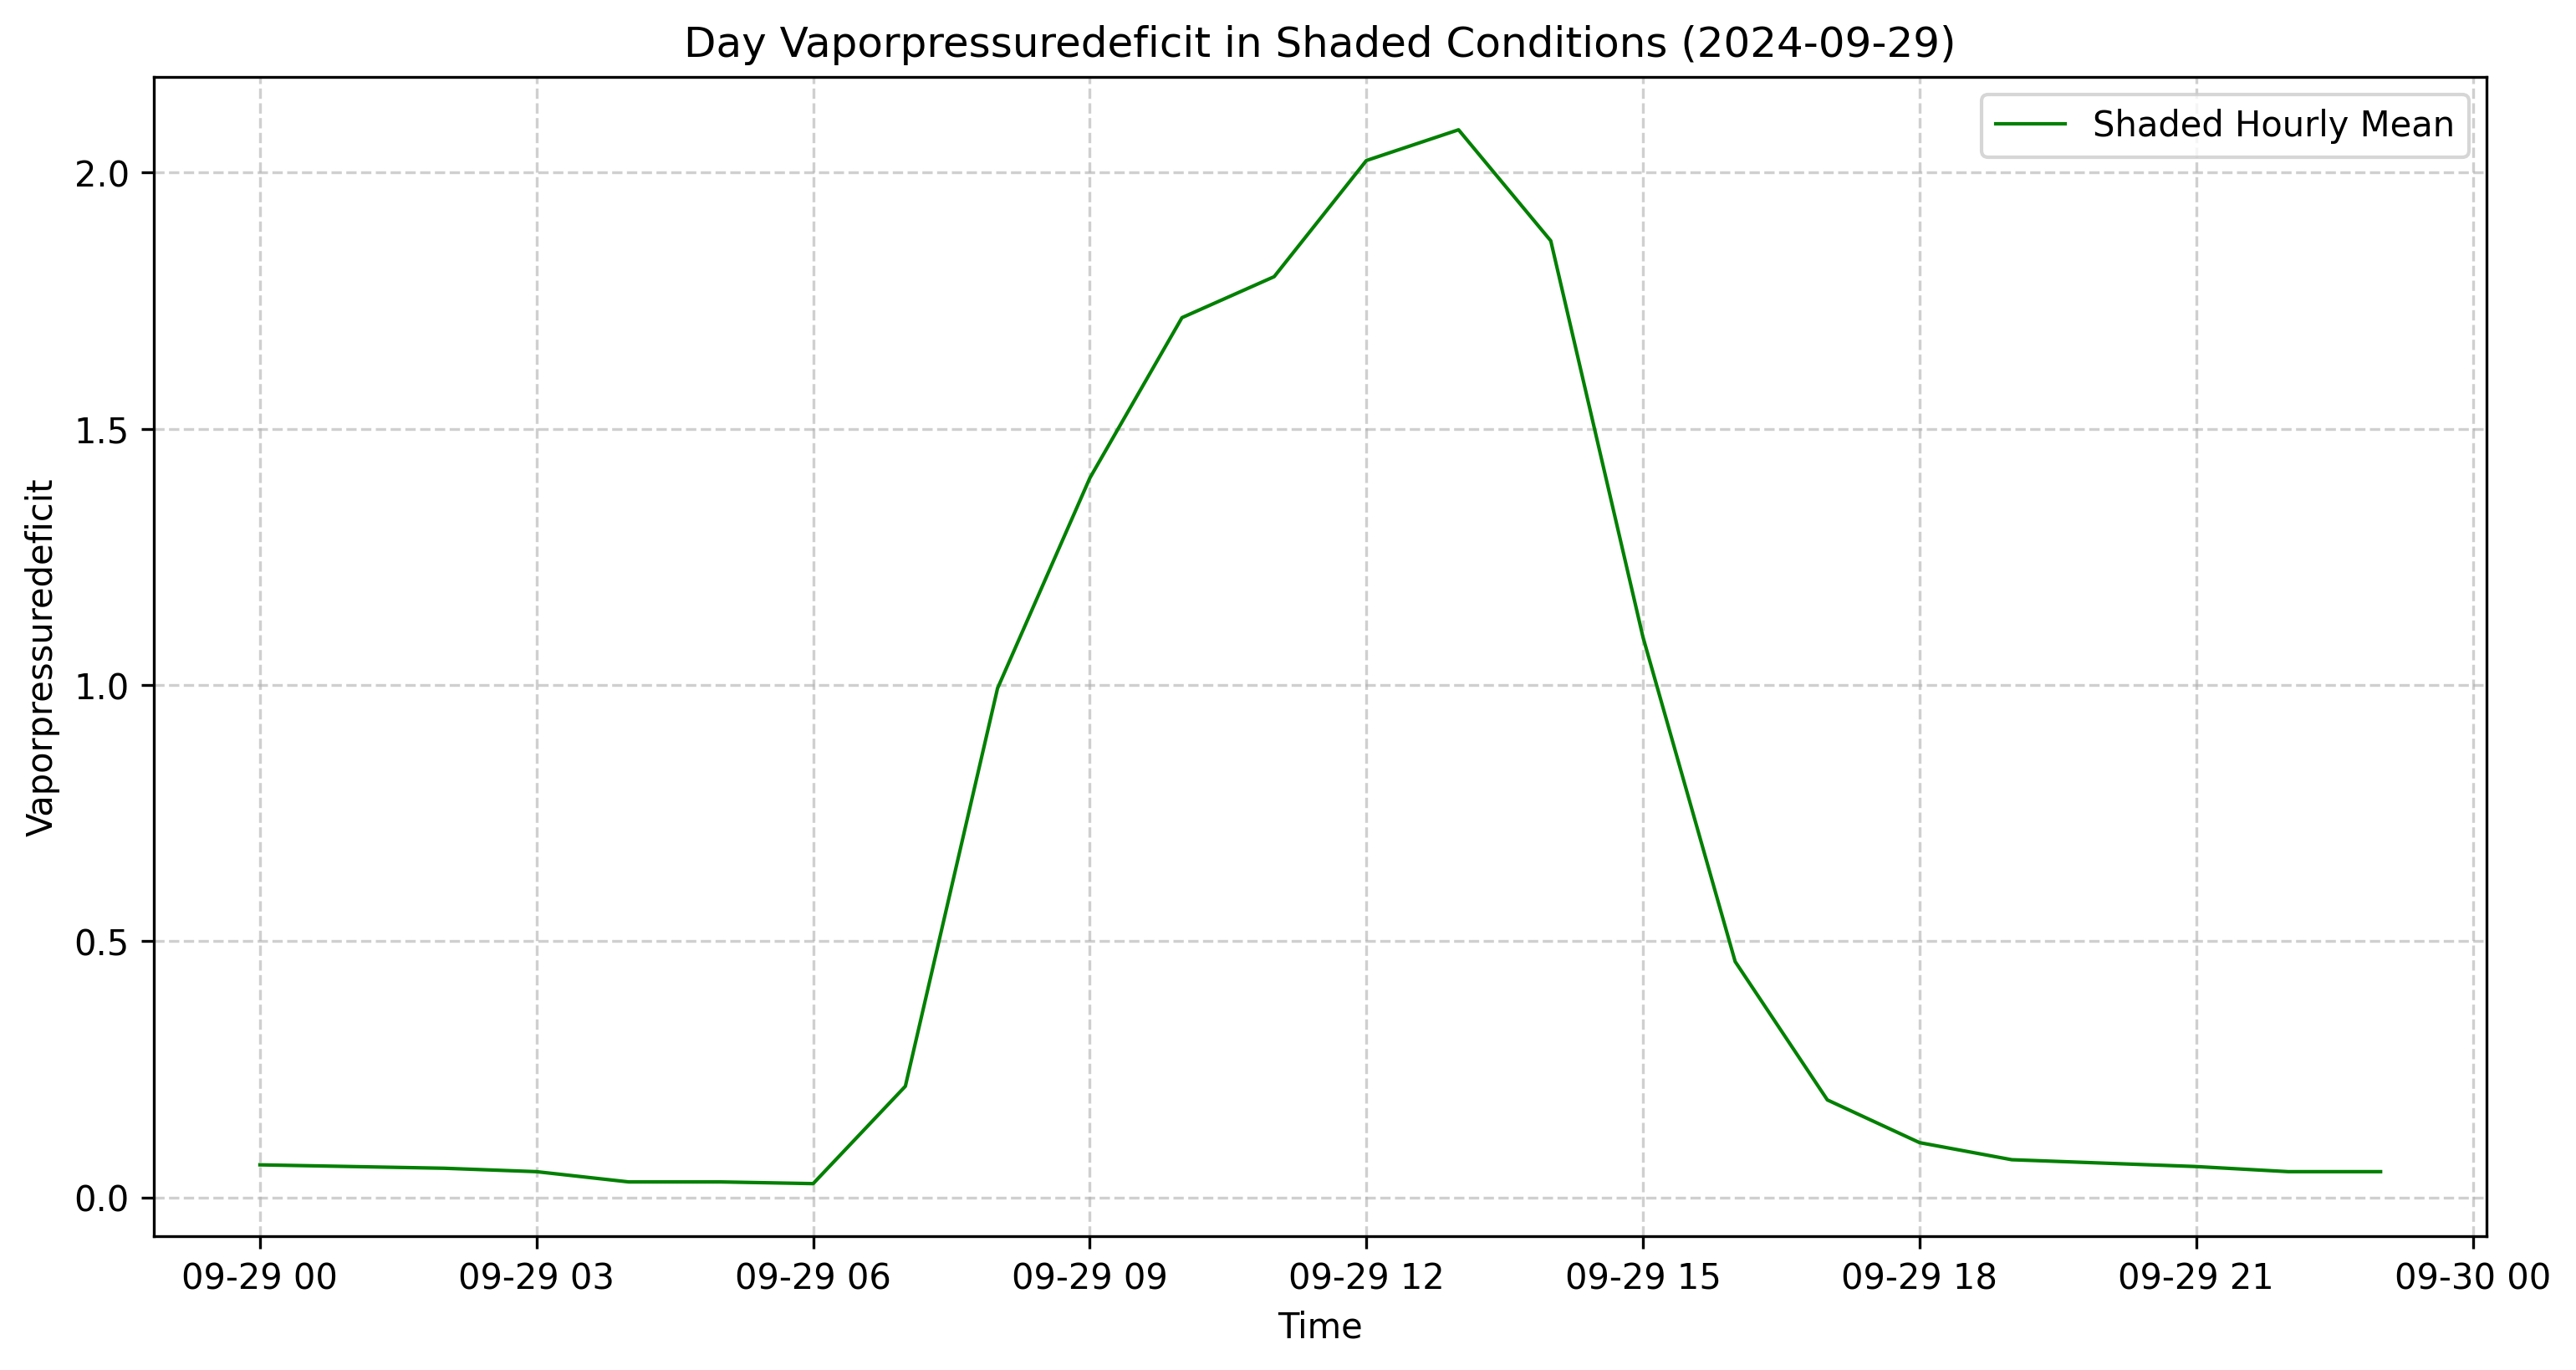 Day Vaporpressuredeficit in Shaded Conditions (2024-09-29)
Shaded Hourly Mean
Vaporpressuredeficit
2.0
1.5
1.0
0.5
0.0
09-29 00 09-29 03 09-29 06 09-29 09 09-29 12 09-29 15 09-29 18 09-29 21 09-30 00
Time